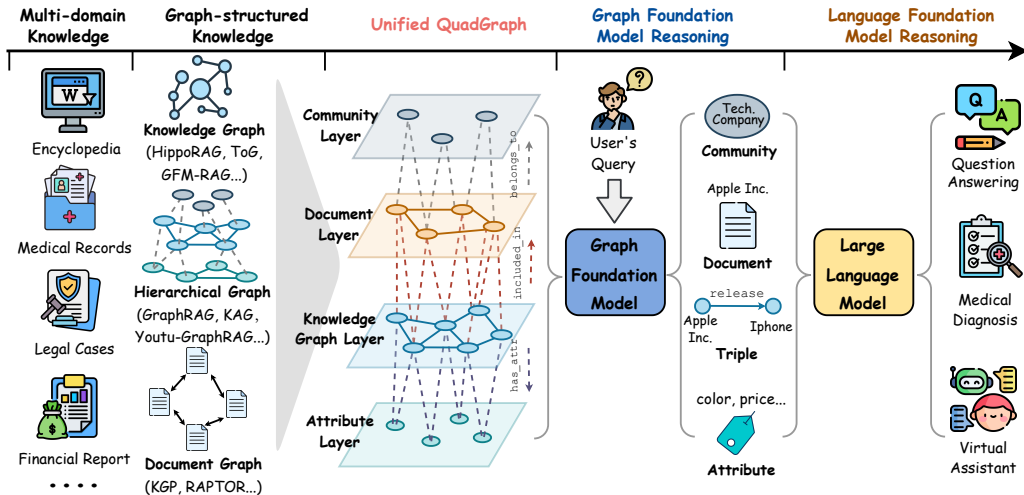 Multi-domain
Knowledge
Graph-structured
Knowledge
Unified QuadGraph
Graph Foundation
Model Reasoning
Language Foundation
Model Reasoning
W
Encyclopedia
Medical Records
Legal Cases
Financial Report
Knowledge Graph
(HippoRAG, ToG,
GFM-RAG...)
Hierarchical Graph
(GraphRAG, KAG,
Youtu-GraphRAG...)
Document Graph
(KGP, RAPTOR...)
Community
Layer
belongs_to
Document
Layer
included_in
Knowledge
Graph Layer
has_attr
Attribute
Layer
?
User's
Query
Graph
Foundation
Model
Tech.
Company
Community
Apple Inc.
Document
release
Apple
Inc.
Iphone
Triple
color, price...
Attribute
Large
Language
Model
Q
A
Question
Answering
Medical
Diagnosis
Virtual
Assistant